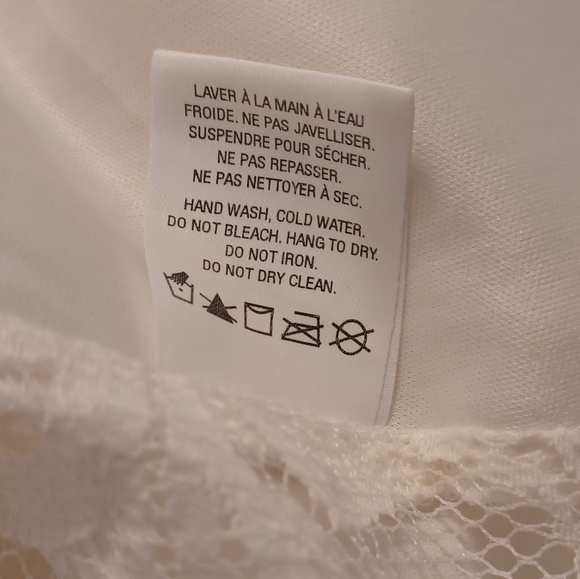 LAVER À LA MAIN À L'EAU
FROIDE. NE PAS JAVELLISER.
SUSPENDRE POUR SÉCHER.
NE PAS REPASSER.
NE PAS NETTOYER À SEC.
HAND WASH, COLD WATER.
DO NOT BLEACH. HANG TO DRY.
DO NOT IRON.
DO NOT DRY CLEAN.